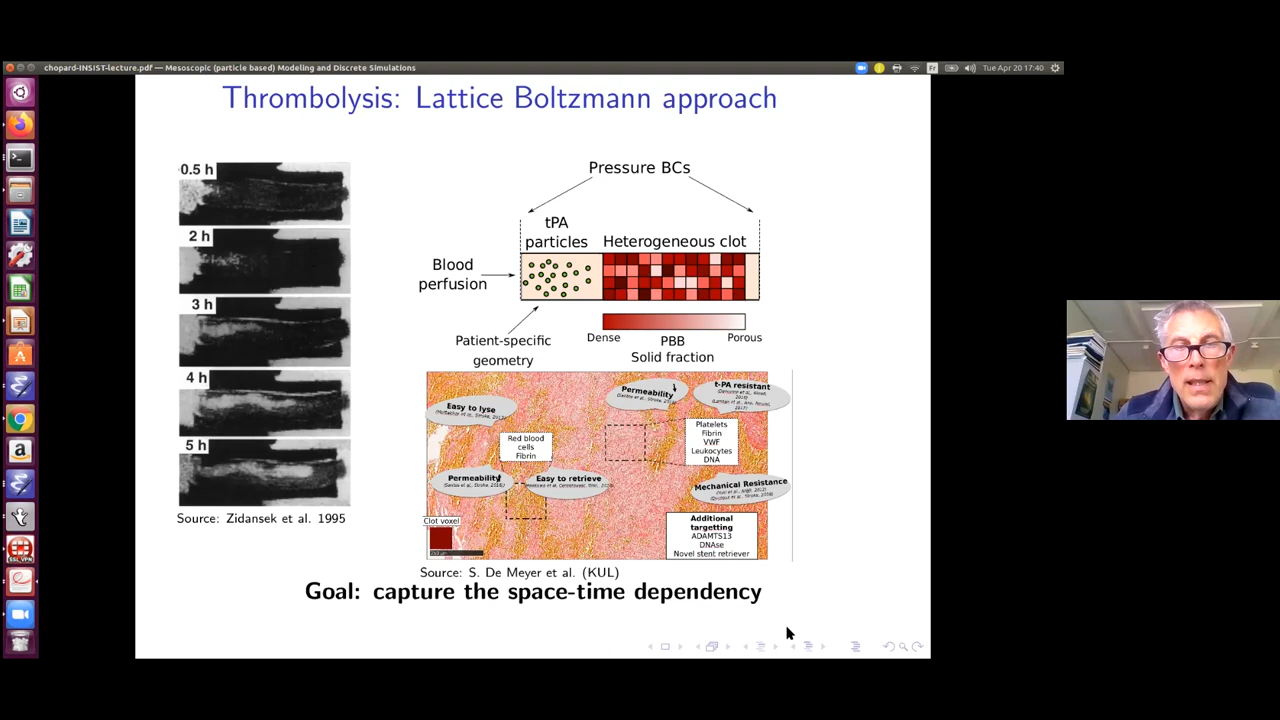 chopard-INSIST-lecture.pdf — Mesoscopic (particle based) Modeling and Discrete Simulations
Fr
Tue Apr 20 17:40
Thrombolysis: Lattice Boltzmann approach
0.5 h
2 h
3 h
4 h
5 h
Source: Zidansek et al. 1995
Pressure BCs
tPA
particles
Heterogeneous clot
Blood
perfusion
Patient-specific
geometry
Dense
Porous
PBB
Solid fraction
Easy to lyse
Permeability
t-PA resistant
Red blood
cells
Fibrin
Platelets
Fibrin
VWF
Leukocytes
DNA
Permeability
Easy to retrieve
Mechanical Resistance
Clot voxel
Additional
targetting
ADAMTS13
DNAse
Novel stent retriever
Source: S. De Meyer et al. (KUL)
Goal: capture the space-time dependency